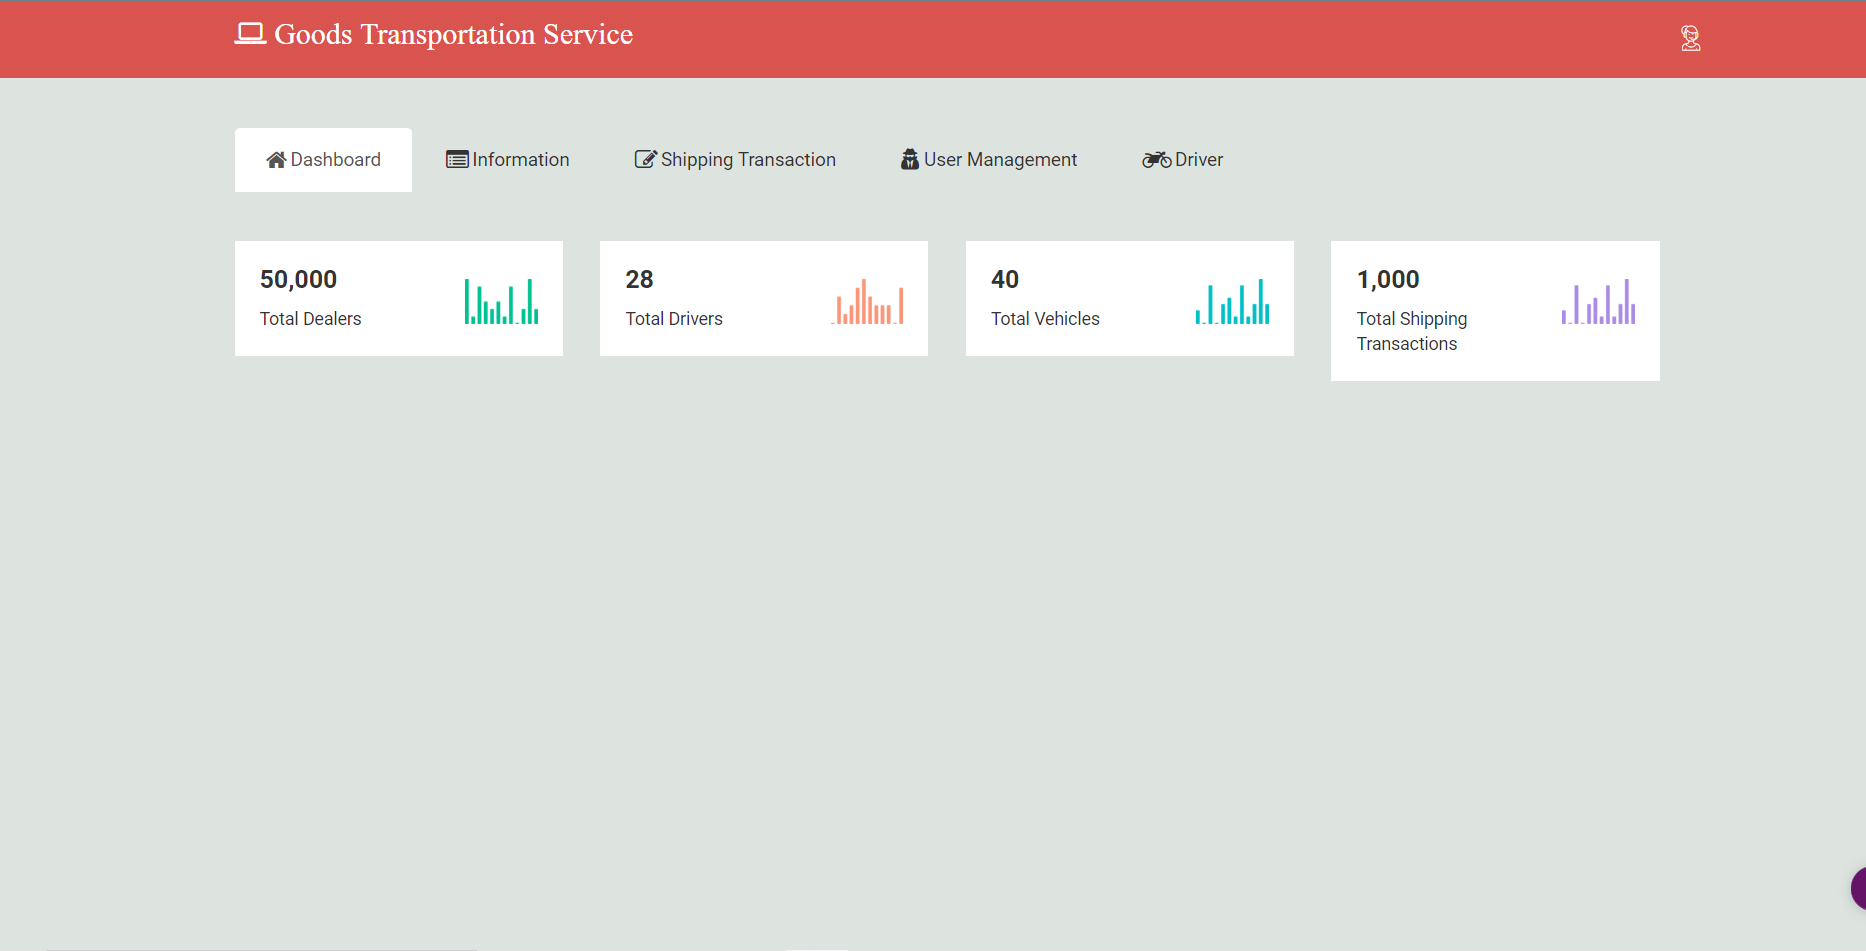 Goods Transportation Service
Dashboard
Information
Shipping Transaction
User Management
Driver
50,000
Total Dealers
28
Total Drivers
40
Total Vehicles
1,000
Total Shipping
Transactions